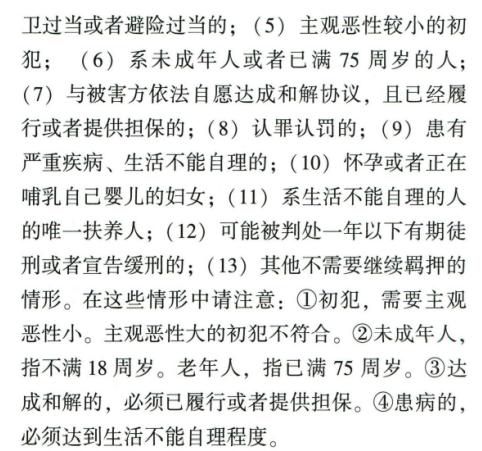 卫过当或者避险过当的；（5）主观恶性较小的初
犯；（6）系未成年人或者已满 75 周岁的人；
（7）与被害方依法自愿达成和解协议，且已经履
行或者提供担保的；（8）认罪认罚的；（9）患有
严重疾病、生活不能自理的；（10）怀孕或者正在
哺乳自己婴儿的妇女；（11）系生活不能自理的人
的唯一扶养人；（12）可能被判处一年以下有期徒
刑或者宣告缓刑的；（13）其他不需要继续羁押的
情形。在这些情形中请注意：①初犯，需要主观
恶性小。主观恶性大的初犯不符合。②未成年人，
指不满 18 周岁。老年人，指已满 75 周岁。③达
成和解的，必须已履行或者提供担保。④患病的，
必须达到生活不能自理程度。